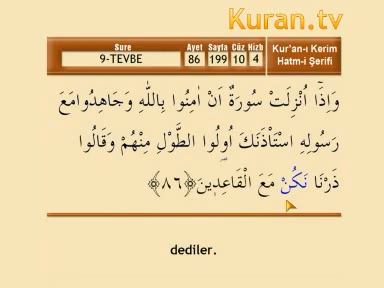 Kuran.tv
Sure Ayet Sayfa Cüz Hizb
9-TEVBE 86 199 10 4
Kur'an-ı Kerim
Hatm-i Şerifi
وَاِذَٓا اُنْزِلَتْ سُورَةٌ اَنْ اٰمِنُوا بِاللّٰهِ وَجَاهِدُوا مَعَ
رَسُولِهِ اسْتَأْذَنَكَ اُو۬لُوا الطَّوْلِ مِنْهُمْ وَقَالُوا
ذَرْنَا نَكُنْ مَعَ الْقَاعِد۪ينَ ﴿٨٦﴾
dediler.